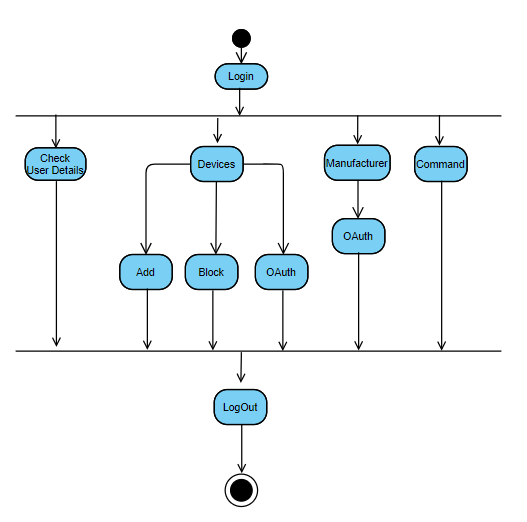 Login
Check
User Details
Devices
Manufacturer
Command
OAuth
Add
Block
OAuth
LogOut